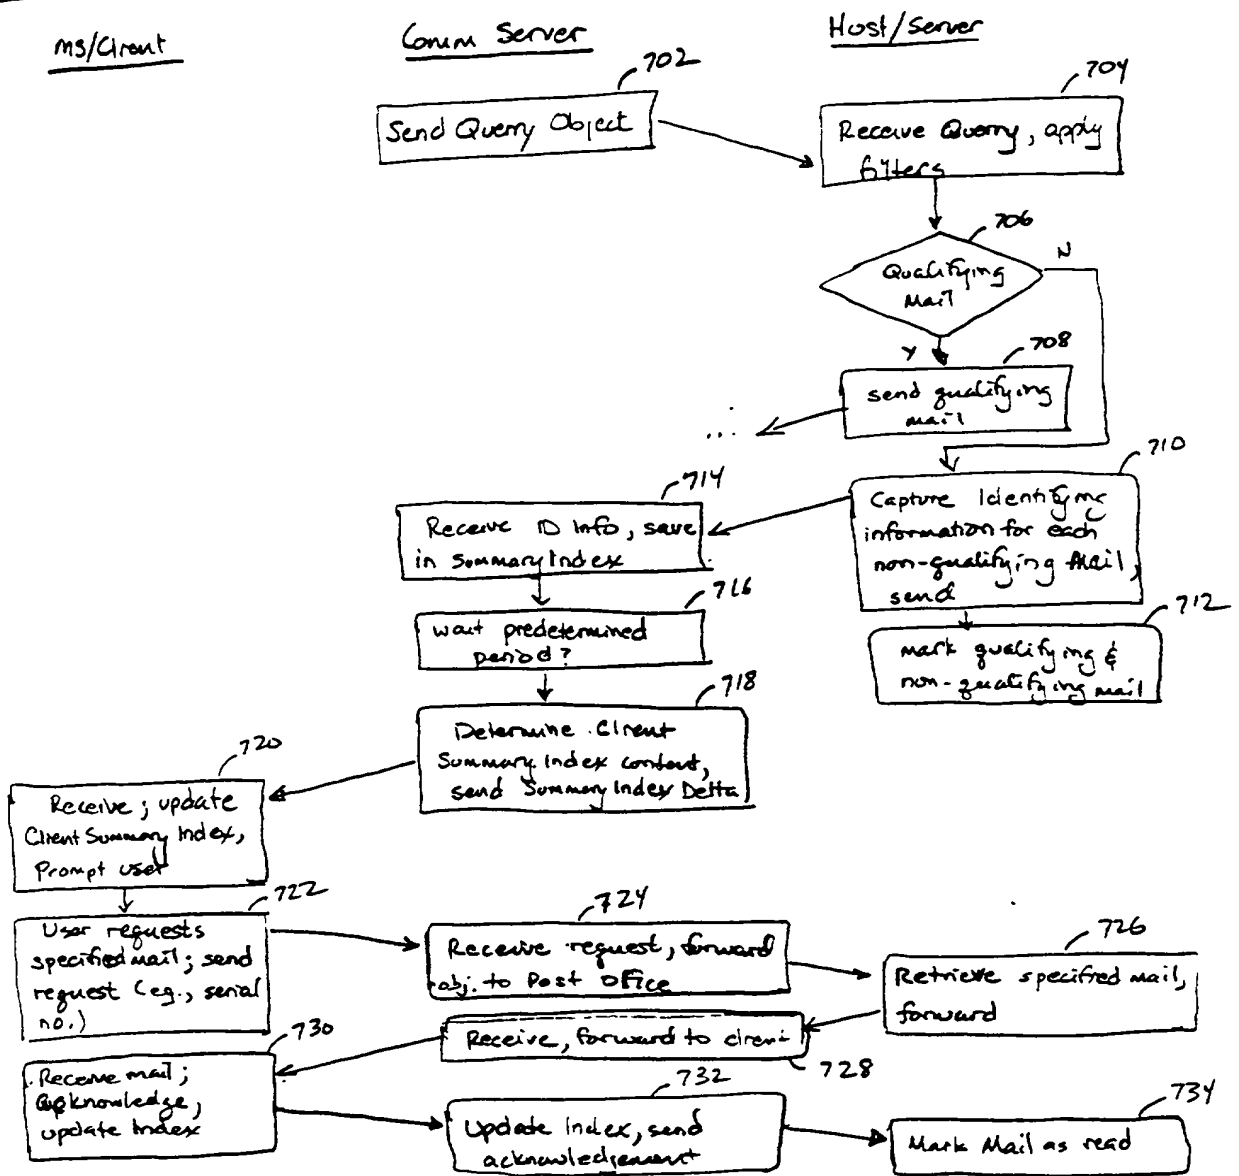 MS/Client
Comm Server
Host/Server
702
Send Query Object
704
Receive Query, apply
filters
706
Qualifying
Mail
N
Y
708
send qualifying
mail
...
710
Capture Identifying
information for each
non-qualifying Mail,
send
712
mark qualifying &
non-qualifying mail
714
Receive ID Info, save
in Summary Index
716
wait predetermined
period?
718
Determine Client
Summary Index content,
send Summary Index Delta
720
Receive; update
Client Summary Index,
Prompt user
722
User requests
specified mail; send
request (eg., serial
no.)
724
Receive request, forward
obj. to Post Office
726
Retrieve specified mail,
forward
Receive, forward to client
728
730
Receive mail;
acknowledge,
update Index
732
Update Index, send
acknowledgement
734
Mark Mail as read